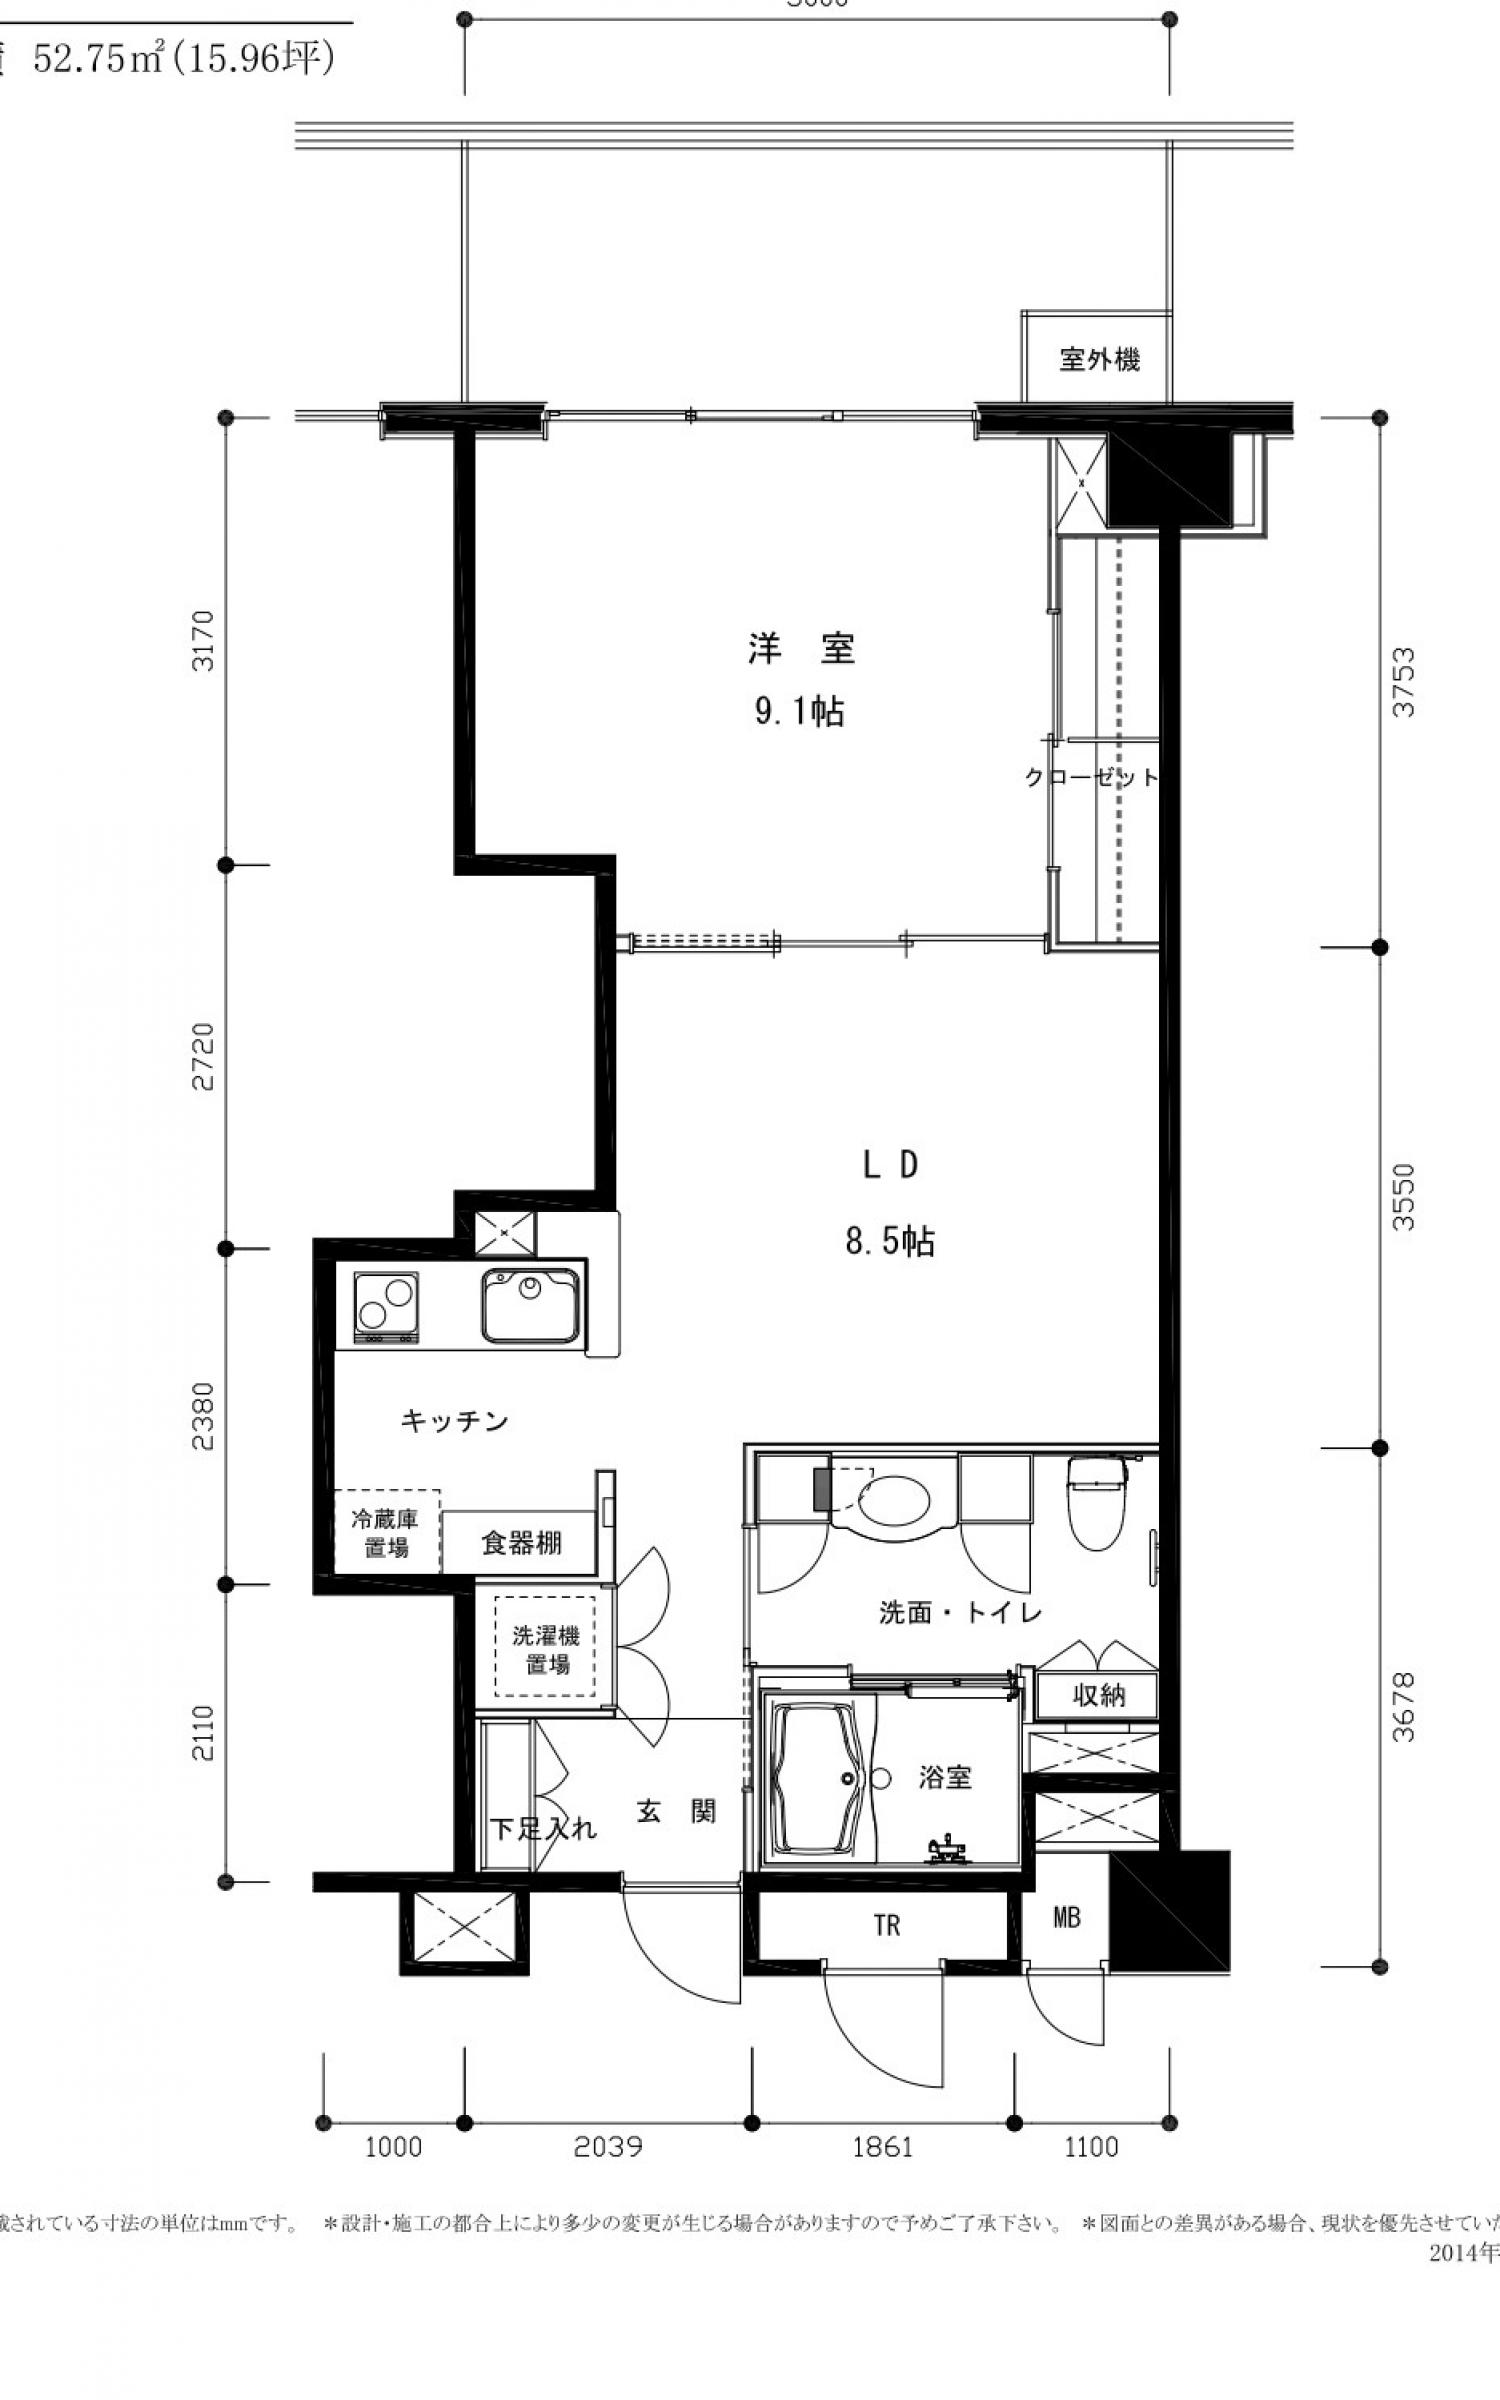 52.75㎡(15.96坪)
室外機
3170
洋 室
9.1帖
3753
クローゼット
2720
LD
8.5帖
3550
キッチン
2380
冷蔵庫
置場
食器棚
洗面・トイレ
洗濯機
置場
収納
2110
3678
浴室
玄 関
下足入れ
TR
MB
1000
2039
1861
1100
されている寸法の単位はmmです。 ＊設計・施工の都合上により多少の変更が生じる場合がありますので予めご了承下さい。 ＊図面との差異がある場合、現状を優先させていた
2014年